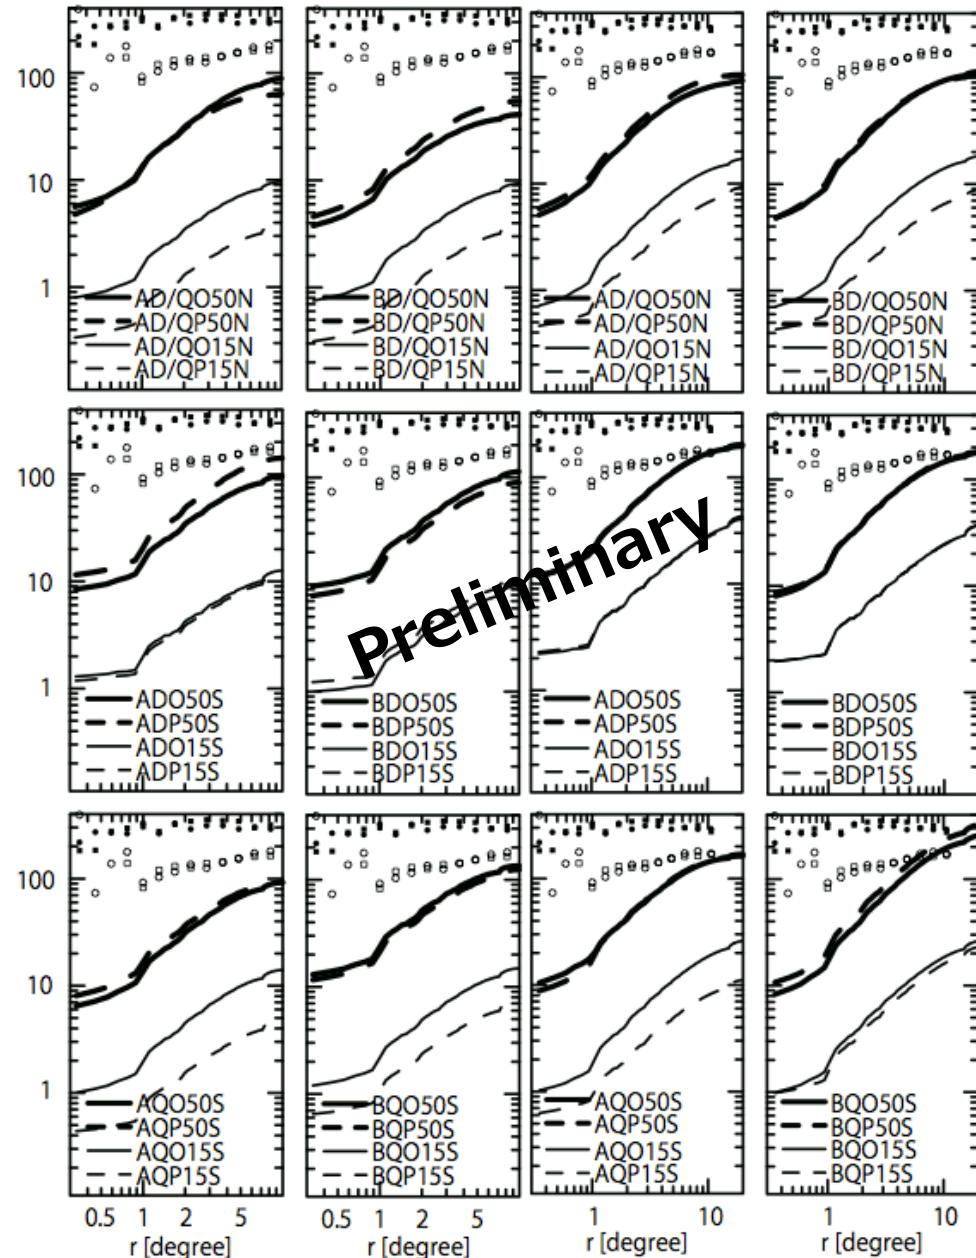 100
10
1
AD/QO50N
AD/QP50N
AD/QO15N
AD/QP15N
BD/QO50N
BD/QP50N
BD/QO15N
BD/QP15N
AD/QO50N
AD/QP50N
AD/QO15N
AD/QP15N
BD/QO50N
BD/QP50N
BD/QO15N
BD/QP15N
100
10
1
ADO50S
ADP50S
ADO15S
ADP15S
BDO50S
BDP50S
BDO15S
BDP15S
ADO50S
ADP50S
ADO15S
ADP15S
BDO50S
BDP50S
BDO15S
BDP15S
Preliminary
100
10
1
AQO50S
AQP50S
AQO15S
AQP15S
BQO50S
BQP50S
BQO15S
BQP15S
AQO50S
AQP50S
AQO15S
AQP15S
BQO50S
BQP50S
BQO15S
BQP15S
0.5 1 2 5
0.5 1 2 5
1 10
1 10
r [degree]
r [degree]
r [degree]
r [degree]